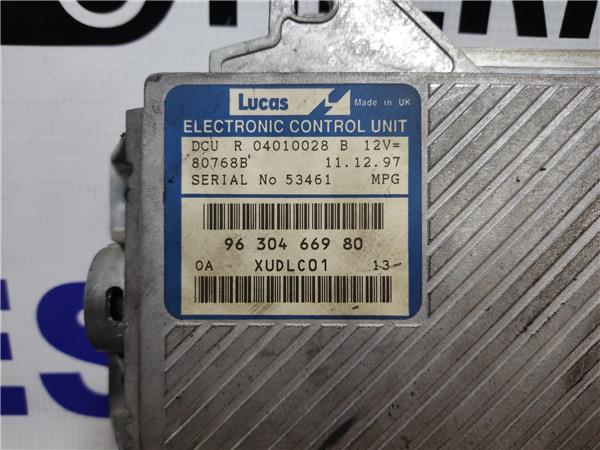 Lucas Made in UK
ELECTRONIC CONTROL UNIT
DCU R 04010028 B 12V=
80768B' 11.12.97
SERIAL No 53461 MPG
96 304 669 80
0A XUDLC01 13-
ES